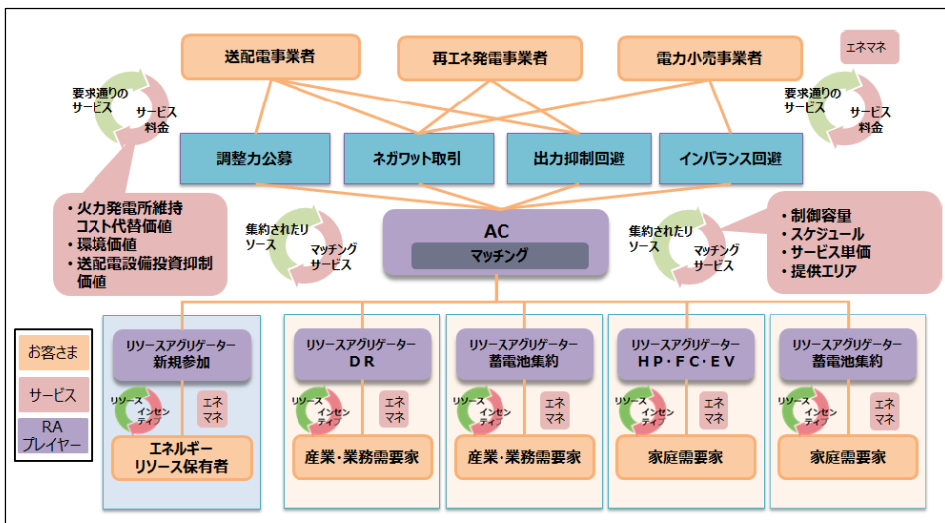 送配電事業者
再エネ発電事業者
電力小売事業者
エネマネ
要求通りの
サービス
サービス
料金
要求通りの
サービス
サービス
料金
調整力公募
ネガワット取引
出力抑制回避
インバランス回避
・火力発電所維持
コスト代替価値
・環境価値
・送配電設備投資抑制
価値
集約されたリ
ソース
マッチング
サービス
AC
マッチング
集約されたリ
ソース
マッチング
サービス
・制御容量
・スケジュール
・サービス単価
・提供エリア
お客さま
サービス
RA
プレイヤー
リソースアグリゲーター
新規参加
リソース
インセン
ティブ
エネ
マネ
エネルギー
リソース保有者
リソースアグリゲーター
DR
リソース
インセン
ティブ
エネ
マネ
産業・業務需要家
リソースアグリゲーター
蓄電池集約
リソース
インセン
ティブ
エネ
マネ
産業・業務需要家
リソースアグリゲーター
HP・FC・EV
リソース
インセン
ティブ
エネ
マネ
家庭需要家
リソースアグリゲーター
蓄電池集約
リソース
インセン
ティブ
エネ
マネ
家庭需要家